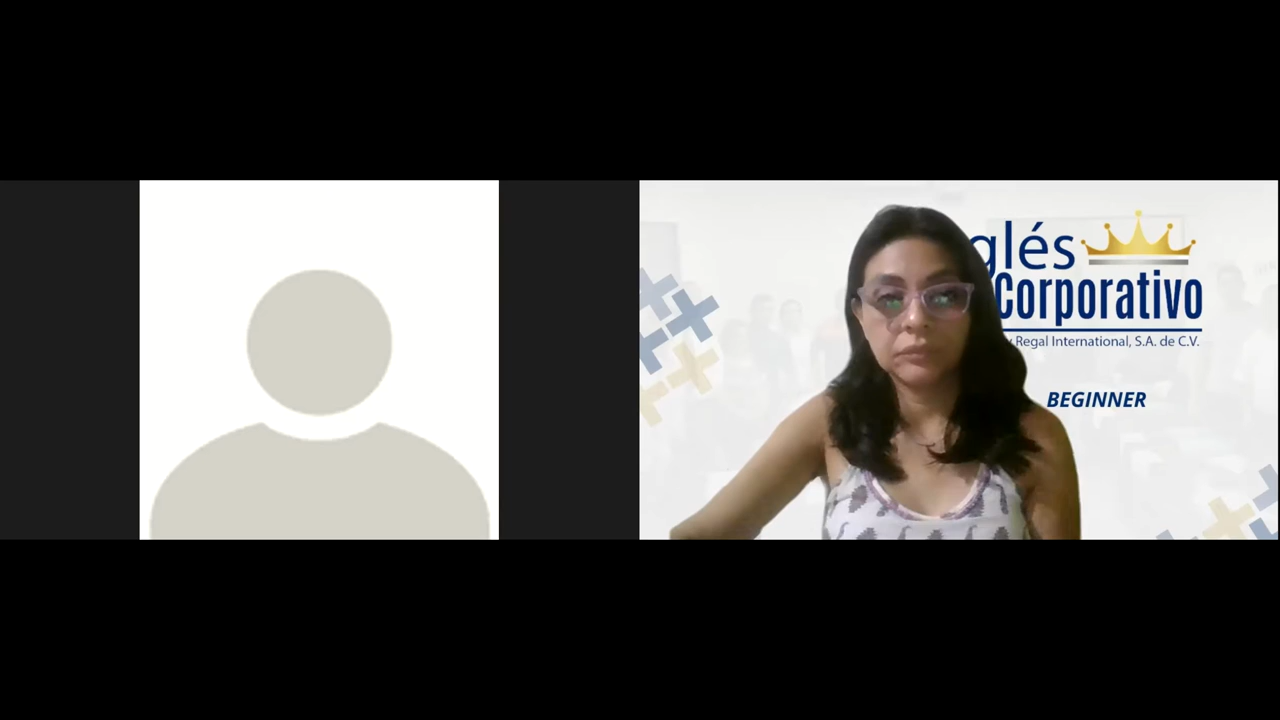 glés
Corporativo
Regal International, S.A. de C.V.
BEGINNER